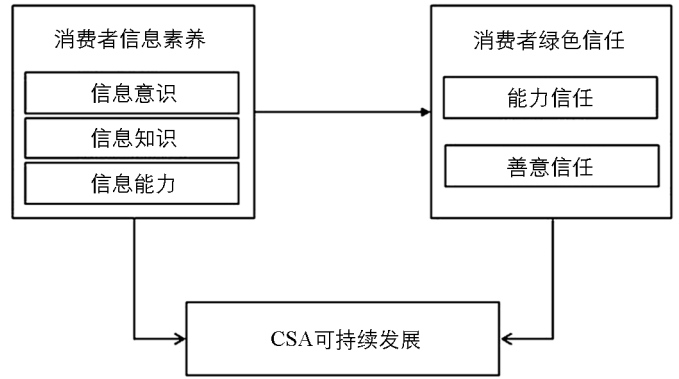 消费者信息素养
信息意识
信息知识
信息能力
消费者绿色信任
能力信任
善意信任
CSA可持续发展